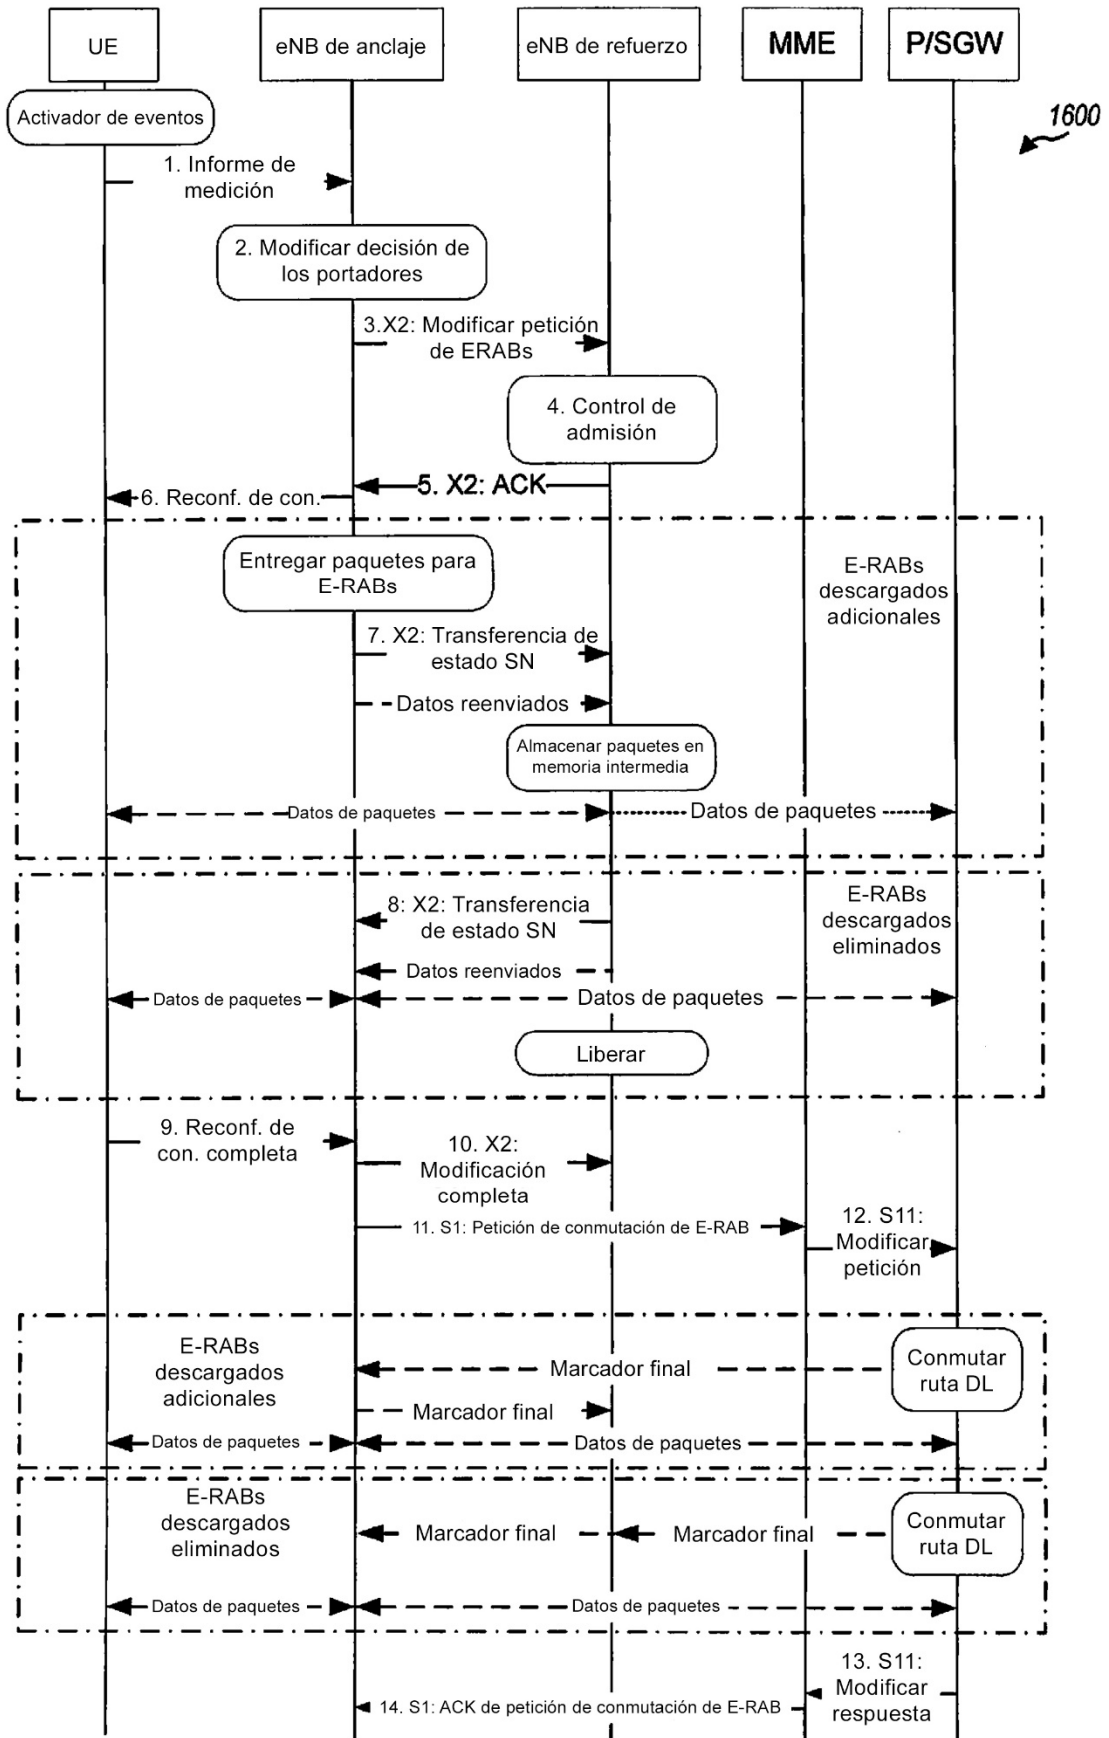 UE
eNB de anclaje
eNB de refuerzo
MME
P/SGW
Activador de eventos
1600
1. Informe de
medición
2. Modificar decisión de
los portadores
3.X2: Modificar petición
de ERABs
4. Control de
admisión
5. X2: ACK
6. Reconf. de con.
Entregar paquetes para
E-RABs
E-RABs
descargados
adicionales
7. X2: Transferencia de
estado SN
Datos reenviados
Almacenar paquetes en
memoria intermedia
Datos de paquetes
Datos de paquetes
E-RABs
descargados
eliminados
8: X2: Transferencia
de estado SN
Datos reenviados
Datos de paquetes
Datos de paquetes
Liberar
9. Reconf. de
con. completa
10. X2:
Modificación
completa
11. S1: Petición de conmutación de E-RAB
12. S11:
Modificar
petición
E-RABs
descargados
adicionales
Marcador final
Conmutar
ruta DL
Marcador final
Datos de paquetes
Datos de paquetes
E-RABs
descargados
eliminados
Marcador final
Marcador final
Conmutar
ruta DL
Datos de paquetes
Datos de paquetes
13. S11:
Modificar
respuesta
14. S1: ACK de petición de conmutación de E-RAB